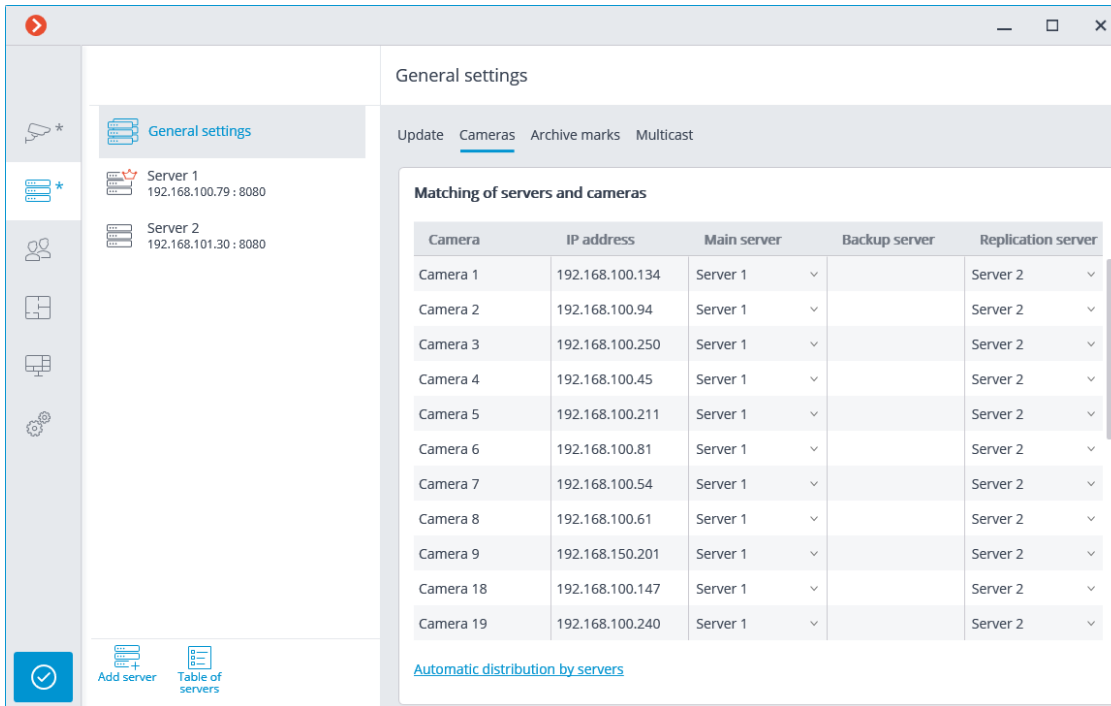 General settings
*
General settings
Update Cameras Archive marks Multicast
*
Server 1
192.168.100.79 : 8080
Server 2
192.168.101.30 : 8080
Matching of servers and cameras
Camera IP address Main server Backup server Replication server
Camera 1 192.168.100.134 Server 1 Server 2
Camera 2 192.168.100.94 Server 1 Server 2
Camera 3 192.168.100.250 Server 1 Server 2
Camera 4 192.168.100.45 Server 1 Server 2
Camera 5 192.168.100.211 Server 1 Server 2
Camera 6 192.168.100.81 Server 1 Server 2
Camera 7 192.168.100.54 Server 1 Server 2
Camera 8 192.168.100.61 Server 1 Server 2
Camera 9 192.168.150.201 Server 1 Server 2
Camera 18 192.168.100.147 Server 1 Server 2
Camera 19 192.168.100.240 Server 1 Server 2
Automatic distribution by servers
Add server
Table of
servers